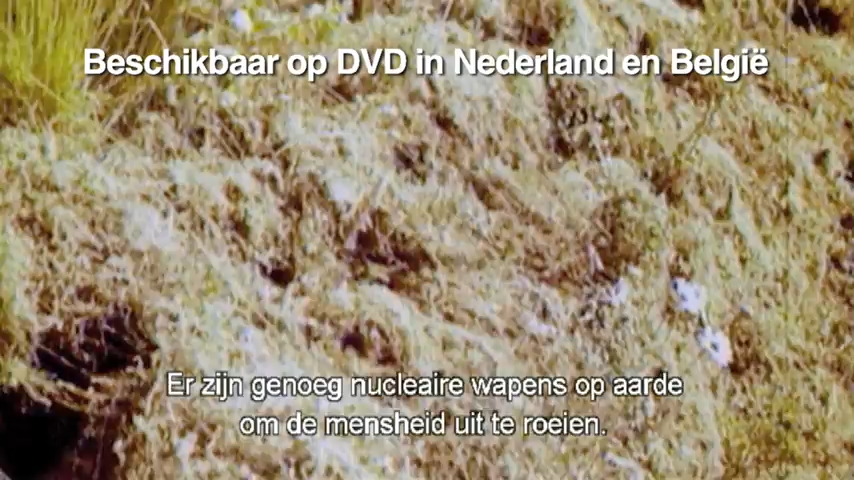 Beschikbaar op DVD in Nederland en België
Er zijn genoeg nucleaire wapens op aarde
om de mensheid uit te roeien.